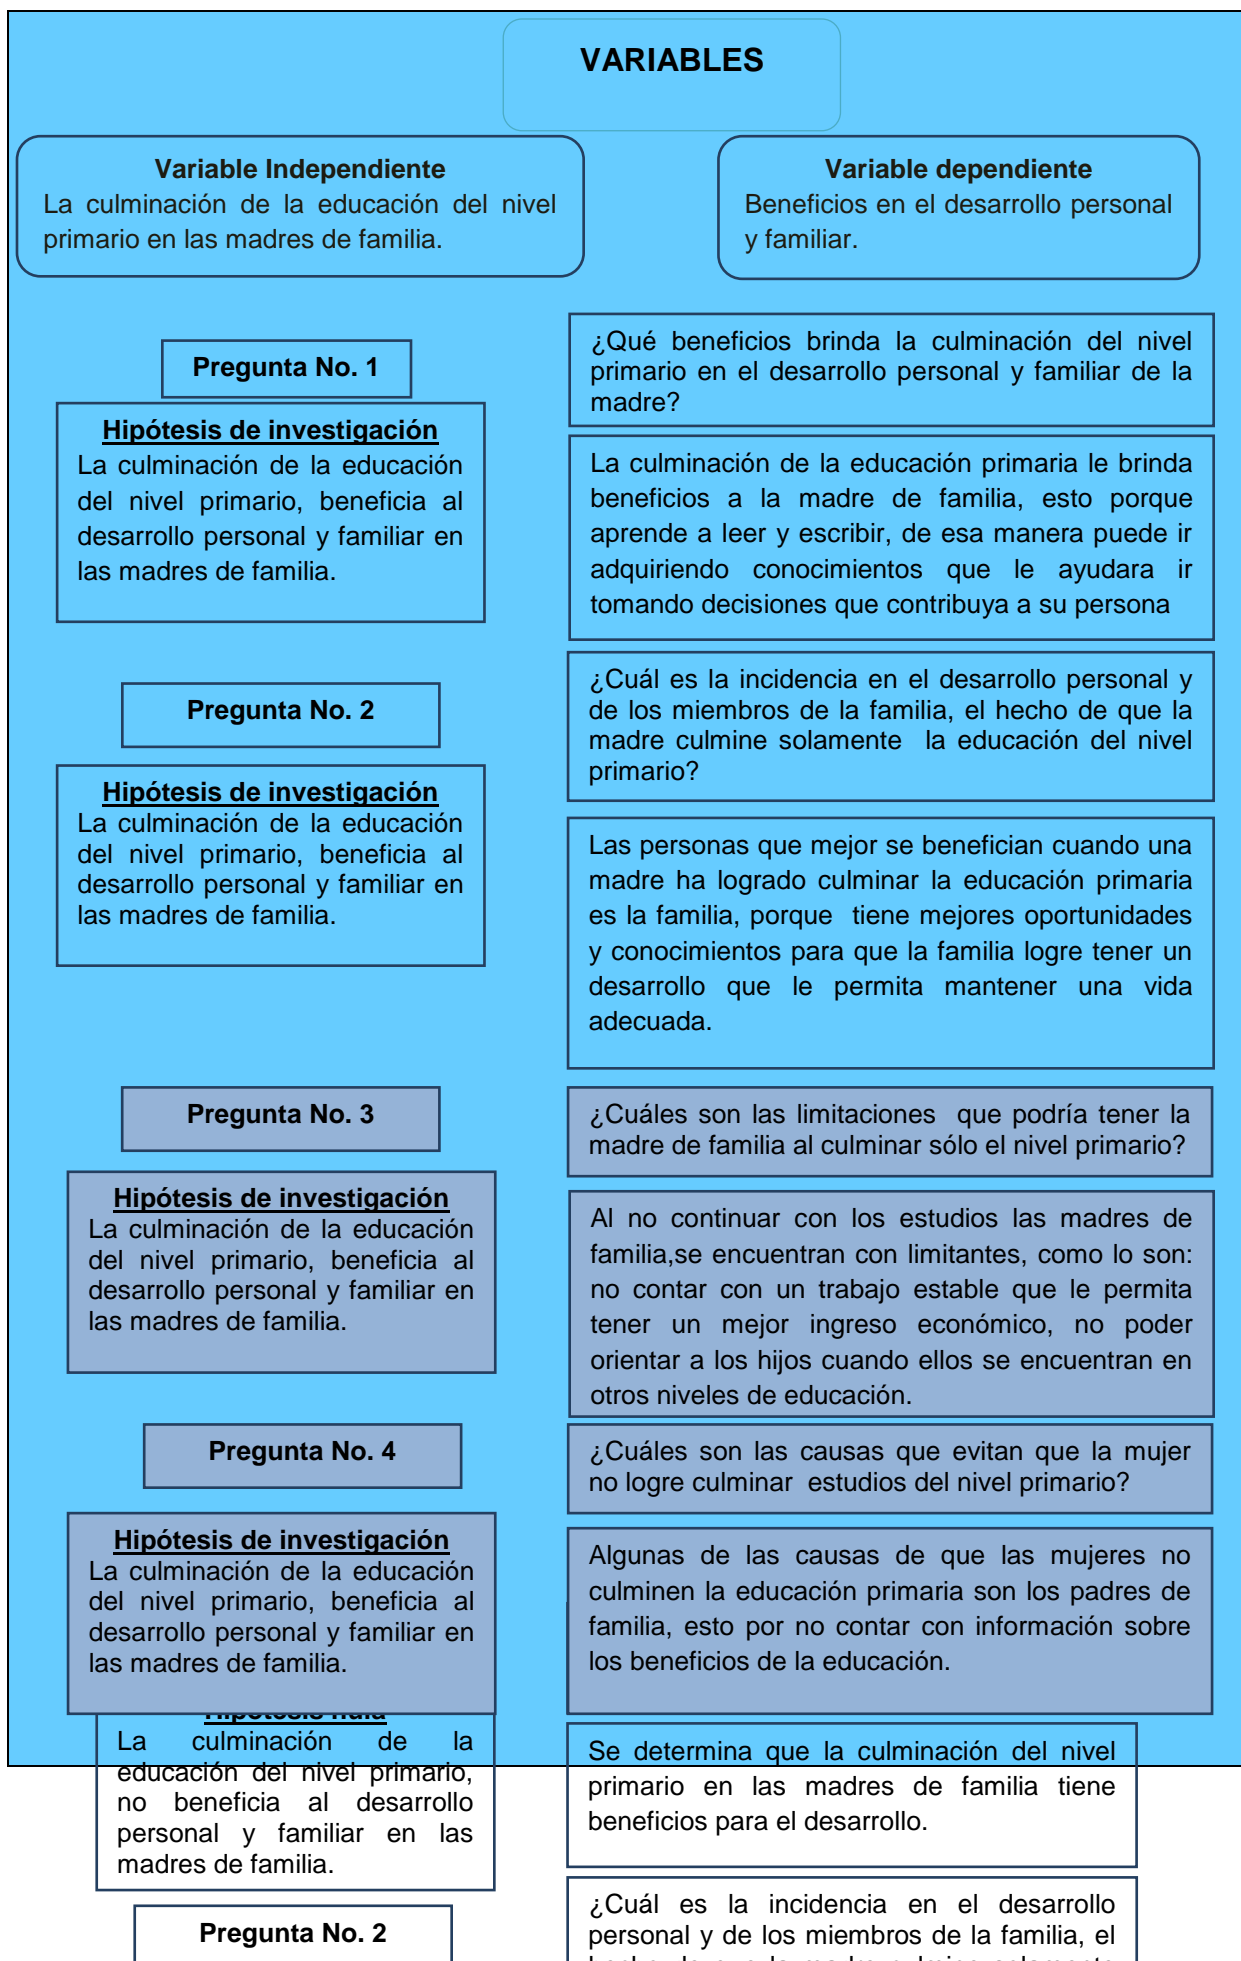 VARIABLES
Variable Independiente
La culminación de la educación del nivel
primario en las madres de familia.
Variable dependiente
Beneficios en el desarrollo personal
y familiar.
Pregunta No. 1
¿Qué beneficios brinda la culminación del nivel
primario en el desarrollo personal y familiar de la
madre?
Hipótesis de investigación
La culminación de la educación
del nivel primario, beneficia al
desarrollo personal y familiar en
las madres de familia.
La culminación de la educación primaria le brinda
beneficios a la madre de familia, esto porque
aprende a leer y escribir, de esa manera puede ir
adquiriendo conocimientos que le ayudara ir
tomando decisiones que contribuya a su persona
Pregunta No. 2
¿Cuál es la incidencia en el desarrollo personal y
de los miembros de la familia, el hecho de que la
madre culmine solamente la educación del nivel
primario?
Hipótesis de investigación
La culminación de la educación
del nivel primario, beneficia al
desarrollo personal y familiar en
las madres de familia.
Las personas que mejor se benefician cuando una
madre ha logrado culminar la educación primaria
es la familia, porque tiene mejores oportunidades
y conocimientos para que la familia logre tener un
desarrollo que le permita mantener una vida
adecuada.
Pregunta No. 3
¿Cuáles son las limitaciones que podría tener la
madre de familia al culminar sólo el nivel primario?
Hipótesis de investigación
La culminación de la educación
del nivel primario, beneficia al
desarrollo personal y familiar en
las madres de familia.
Al no continuar con los estudios las madres de
familia,se encuentran con limitantes, como lo son:
no contar con un trabajo estable que le permita
tener un mejor ingreso económico, no poder
orientar a los hijos cuando ellos se encuentran en
otros niveles de educación.
Pregunta No. 4
¿Cuáles son las causas que evitan que la mujer
no logre culminar estudios del nivel primario?
Hipótesis de investigación
La culminación de la educación
del nivel primario, beneficia al
desarrollo personal y familiar en
las madres de familia.
Algunas de las causas de que las mujeres no
culminen la educación primaria son los padres de
familia, esto por no contar con información sobre
los beneficios de la educación.
Hipótesis nula
La culminación de la
educación del nivel primario,
no beneficia al desarrollo
personal y familiar en las
madres de familia.
Se determina que la culminación del nivel
primario en las madres de familia tiene
beneficios para el desarrollo.
Pregunta No. 2
¿Cuál es la incidencia en el desarrollo
personal y de los miembros de la familia, el